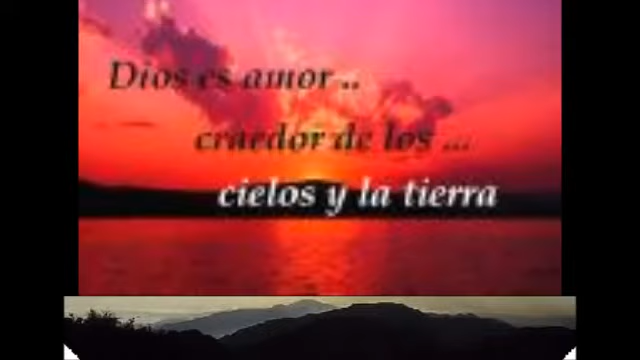 Dios es amor ..
craedor de los ...
cielos y la tierra